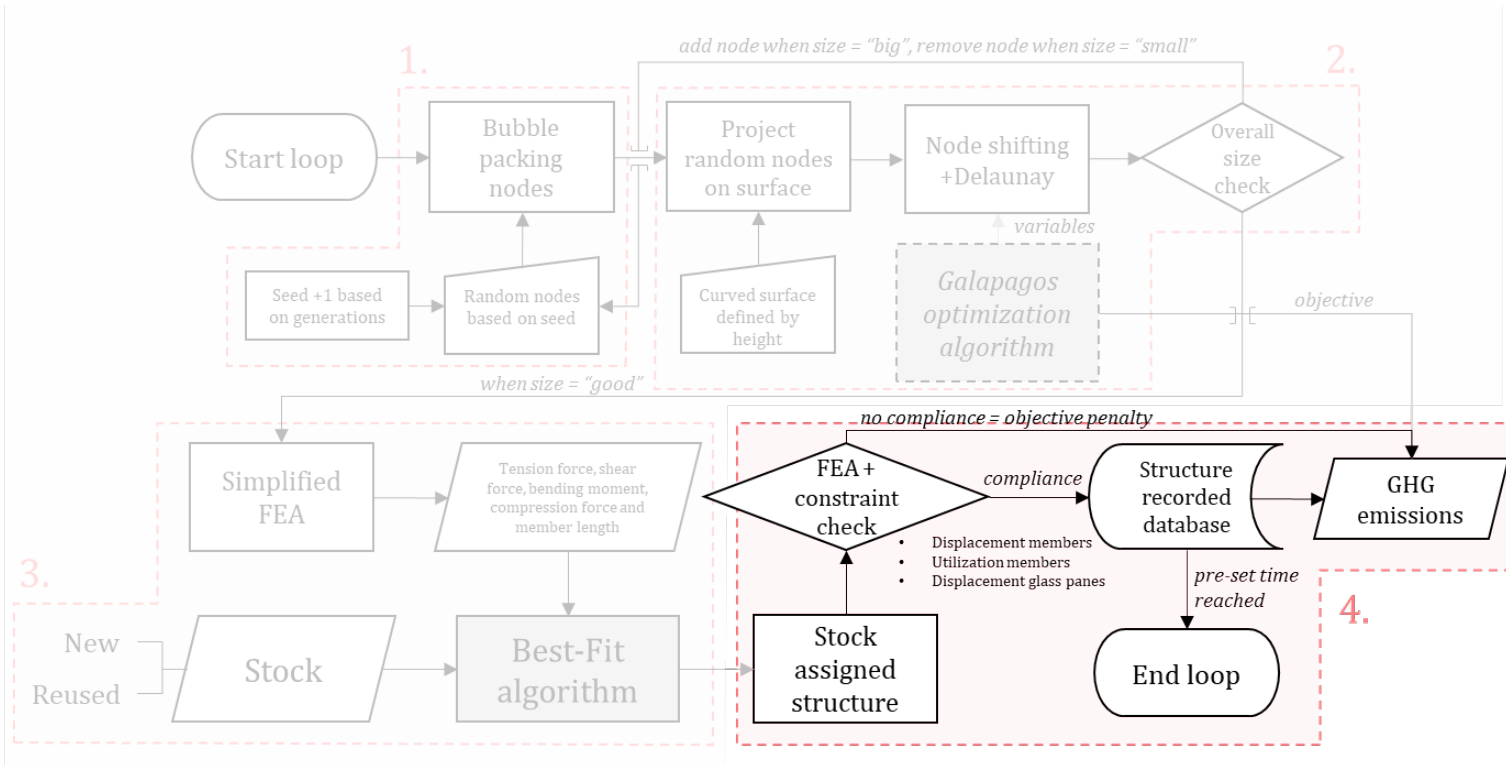 add node when size = “big”, remove node when size = “small”
1.
2.
Start loop
Bubble
packing
nodes
Project
random nodes
on surface
Node shifting
+Delaunay
Overall
size
check
variables
Seed +1 based
on generations
Random nodes
based on seed
Curved surface
defined by
height
Galapagos
optimization
algorithm
objective
when size = “good”
3.
Simplified
FEA
Tension force, shear
force, bending moment,
compression force and
member length
New
Reused
Stock
Best-Fit
algorithm
no compliance = objective penalty
FEA +
constraint
check
compliance
Structure
recorded
database
GHG
emissions
• Displacement members
• Utilization members
• Displacement glass panes
pre-set time
reached
4.
Stock
assigned
structure
End loop